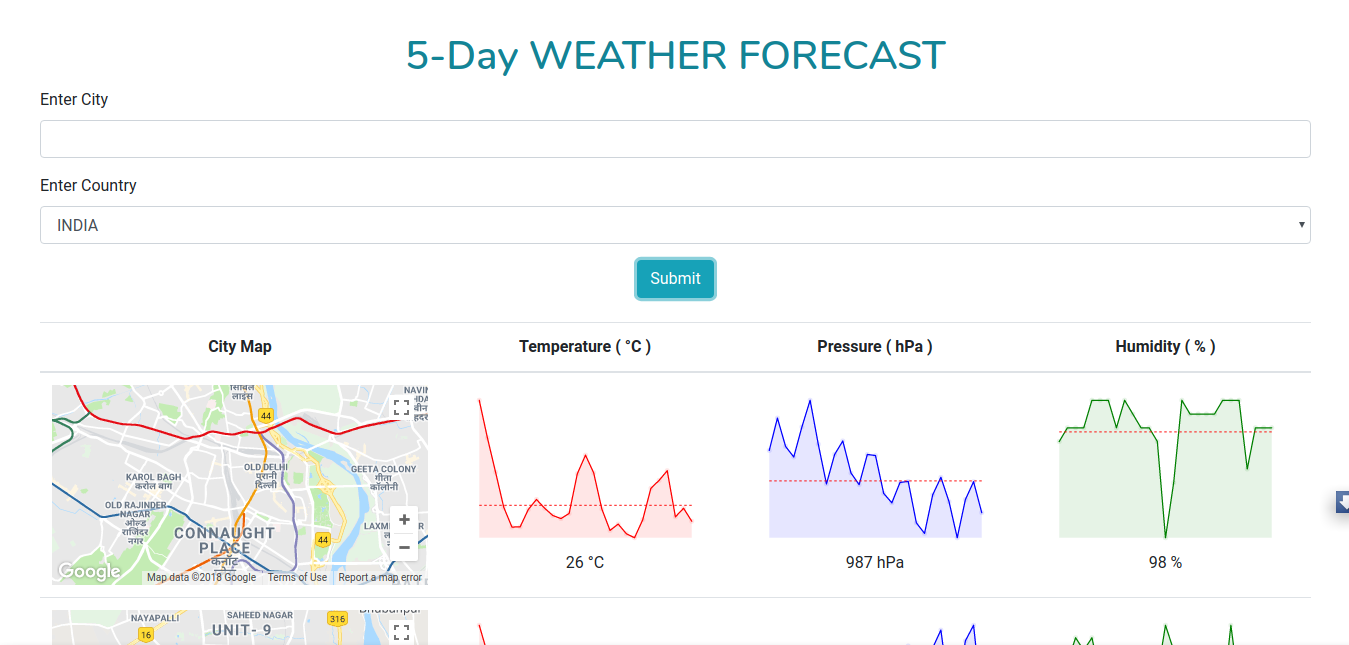 5-Day WEATHER FORECAST
Enter City
Enter Country
INDIA
Submit
City Map
Temperature ( °C )
Pressure ( hPa )
Humidity ( % )
सिविल
लाइंस
44
KAROL BAGH
करोल बाग
OLD DELHI
पुरानी
दिल्ली
GEETA COLONY
गीता
कॉलोनी
OLD RAJINDER
NAGAR
ओल्ड
राजिंदर
नगर
CONNAUGHT
PLACE
कनॉट
44
+
−
Google
Map data ©2018 Google
Terms of Use
Report a map error
26 °C
987 hPa
98 %
NAYAPALLI
SAHEED NAGAR
UNIT- 9
16
316